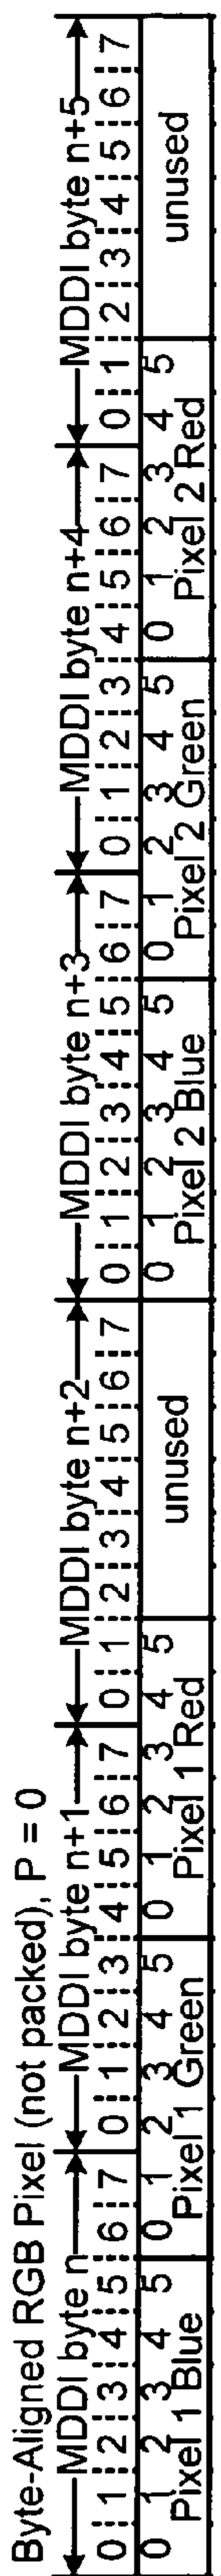 Byte-Aligned RGB Pixel (not packed), P = 0
MDDI byte n MDDI byte n+1 MDDI byte n+2 MDDI byte n+3 MDDI byte n+4 MDDI byte n+5
0 1 2 3 4 5 6 7 0 1 2 3 4 5 6 7 0 1 2 3 4 5 6 7 0 1 2 3 4 5 6 7 0 1 2 3 4 5 6 7 0 1 2 3 4 5 6 7
0 1 2 3 4 5 0 1 2 3 4 5 0 1 2 3 4 5 unused 0 1 2 3 4 5 0 1 2 3 4 5 0 1 2 3 4 5 unused
Pixel 1 Blue Pixel 1 Green Pixel 1 Red Pixel 2 Blue Pixel 2 Green Pixel 2 Red